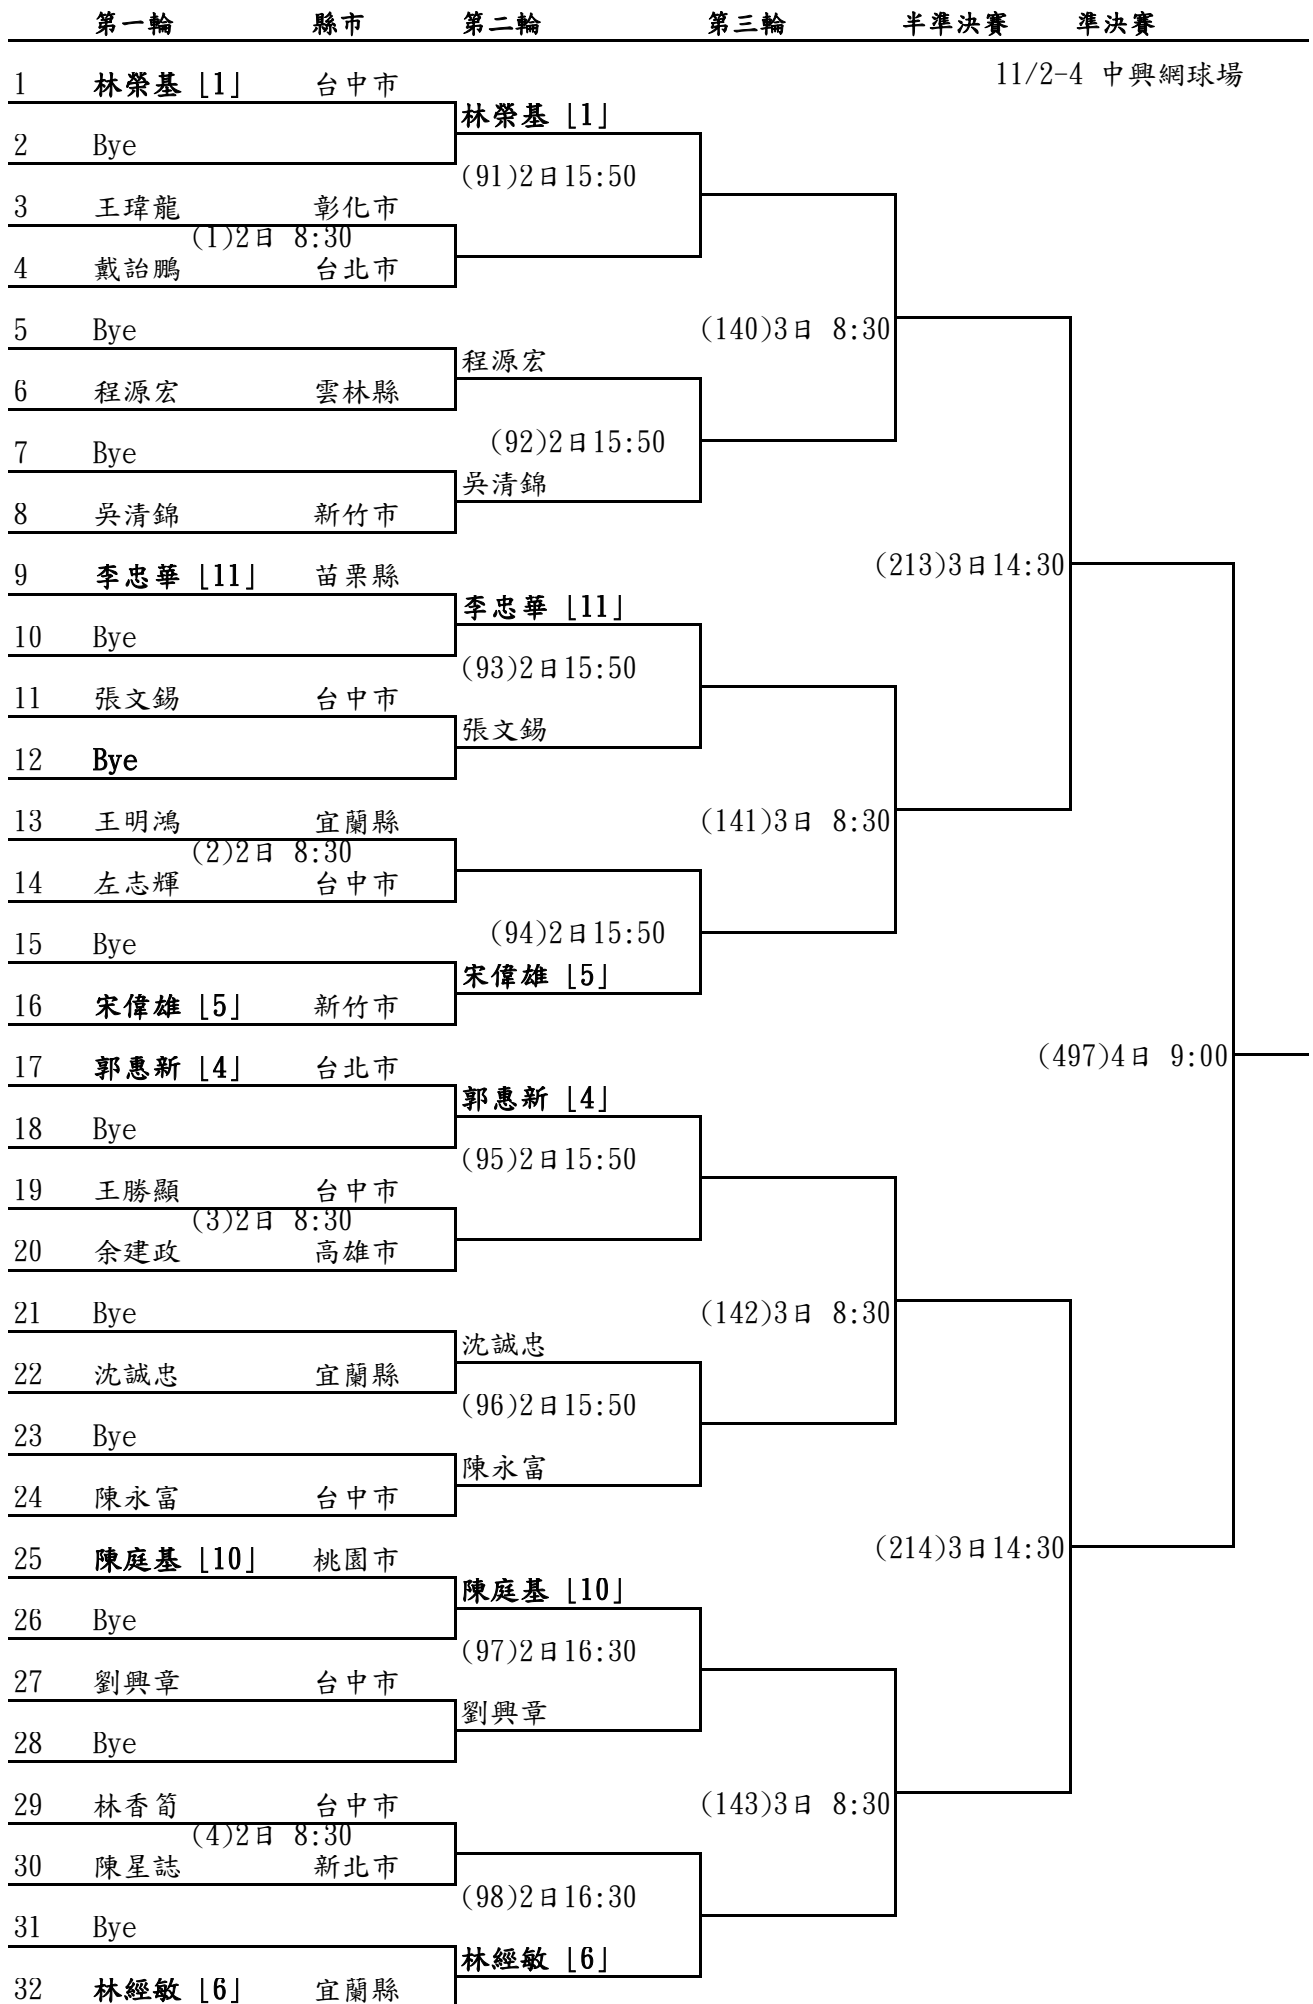 第一輪 縣市 第二輪 第三輪 半準決賽 準決賽
11/2-4 中興網球場
1 林榮基 [1] 台中市
林榮基 [1]
2 Bye
(91)2日15:50
3 王瑋龍 彰化市
(1)2日 8:30
4 戴詒鵬 台北市
5 Bye (140)3日 8:30
程源宏
6 程源宏 雲林縣
7 Bye (92)2日15:50
吳清錦
8 吳清錦 新竹市
(213)3日14:30
9 李忠華 [11] 苗栗縣
李忠華 [11]
10 Bye
(93)2日15:50
11 張文錫 台中市
張文錫
12 Bye
13 王明鴻 宜蘭縣 (141)3日 8:30
(2)2日 8:30
14 左志輝 台中市
15 Bye (94)2日15:50
宋偉雄 [5]
16 宋偉雄 [5] 新竹市
(497)4日 9:00
17 郭惠新 [4] 台北市
郭惠新 [4]
18 Bye
(95)2日15:50
19 王勝顯 台中市
(3)2日 8:30
20 余建政 高雄市
21 Bye (142)3日 8:30
沈誠忠
22 沈誠忠 宜蘭縣
(96)2日15:50
23 Bye
陳永富
24 陳永富 台中市
(214)3日14:30
25 陳庭基 [10] 桃園市
陳庭基 [10]
26 Bye
(97)2日16:30
27 劉興章 台中市
劉興章
28 Bye
29 林香筍 台中市 (143)3日 8:30
(4)2日 8:30
30 陳星誌 新北市
(98)2日16:30
31 Bye
林經敏 [6]
32 林經敏 [6] 宜蘭縣